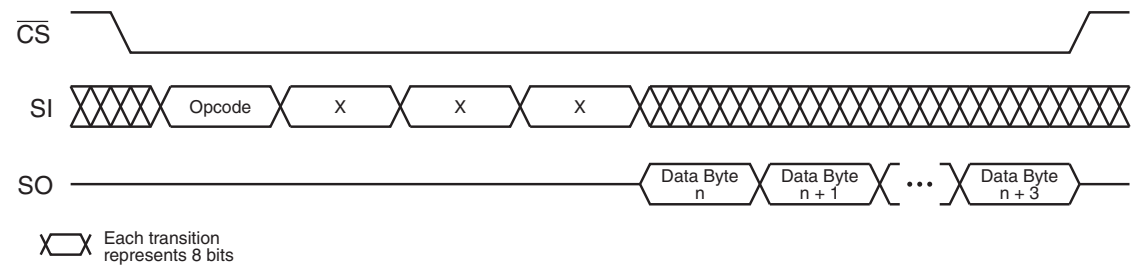 CS
SI
Opcode
X
X
X
SO
Data Byte
n
Data Byte
n + 1
•••
Data Byte
n + 3
Each transition
represents 8 bits